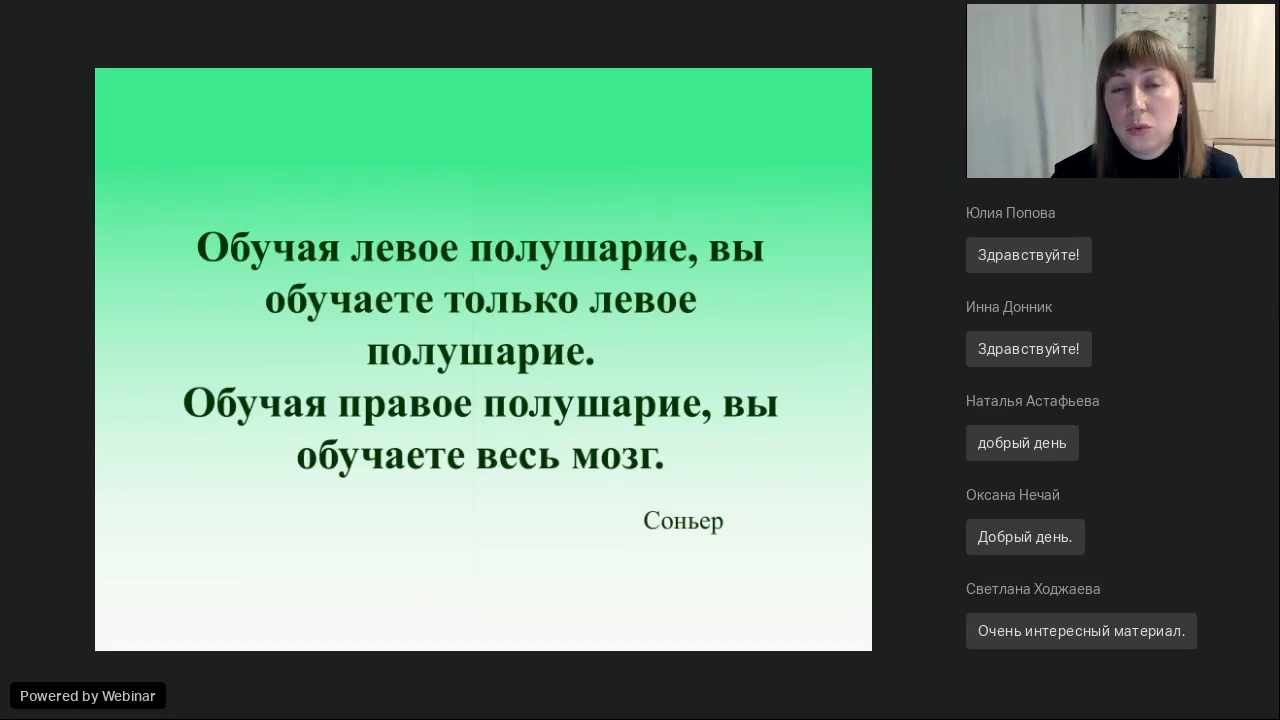 Обучая левое полушарие, вы
обучаете только левое
полушарие.
Обучая правое полушарие, вы
обучаете весь мозг.
Соньер
Юлия Попова
Здравствуйте!
Инна Донник
Здравствуйте!
Наталья Астафьева
добрый день
Оксана Нечай
Добрый день.
Светлана Ходжаева
Очень интересный материал.
Powered by Webinar